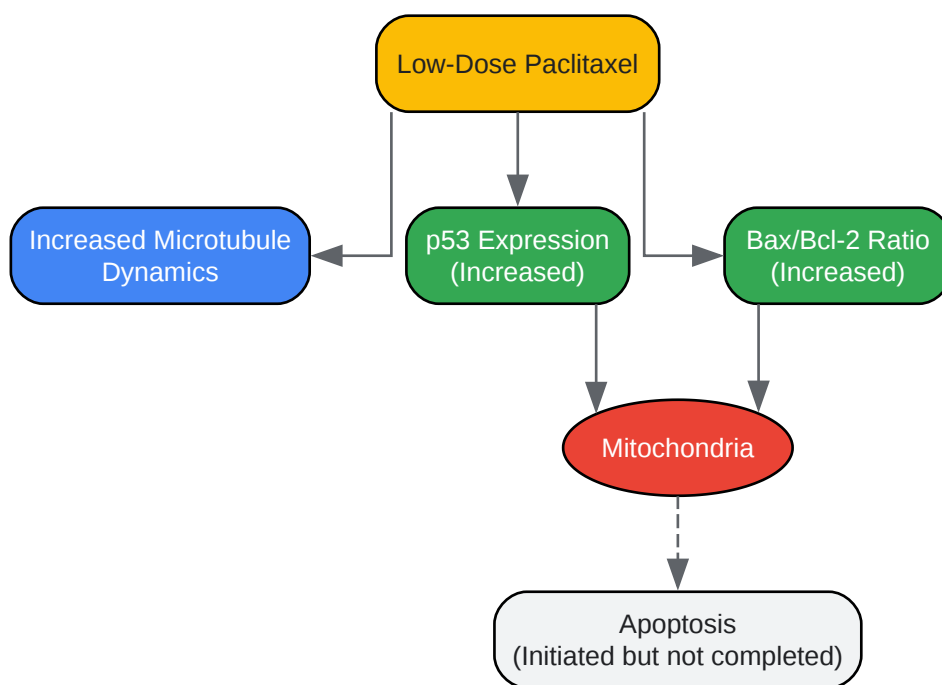 Low-Dose Paclitaxel
Increased Microtubule
Dynamics
p53 Expression
(Increased)
Bax/Bcl-2 Ratio
(Increased)
Mitochondria
Apoptosis
(Initiated but not completed)